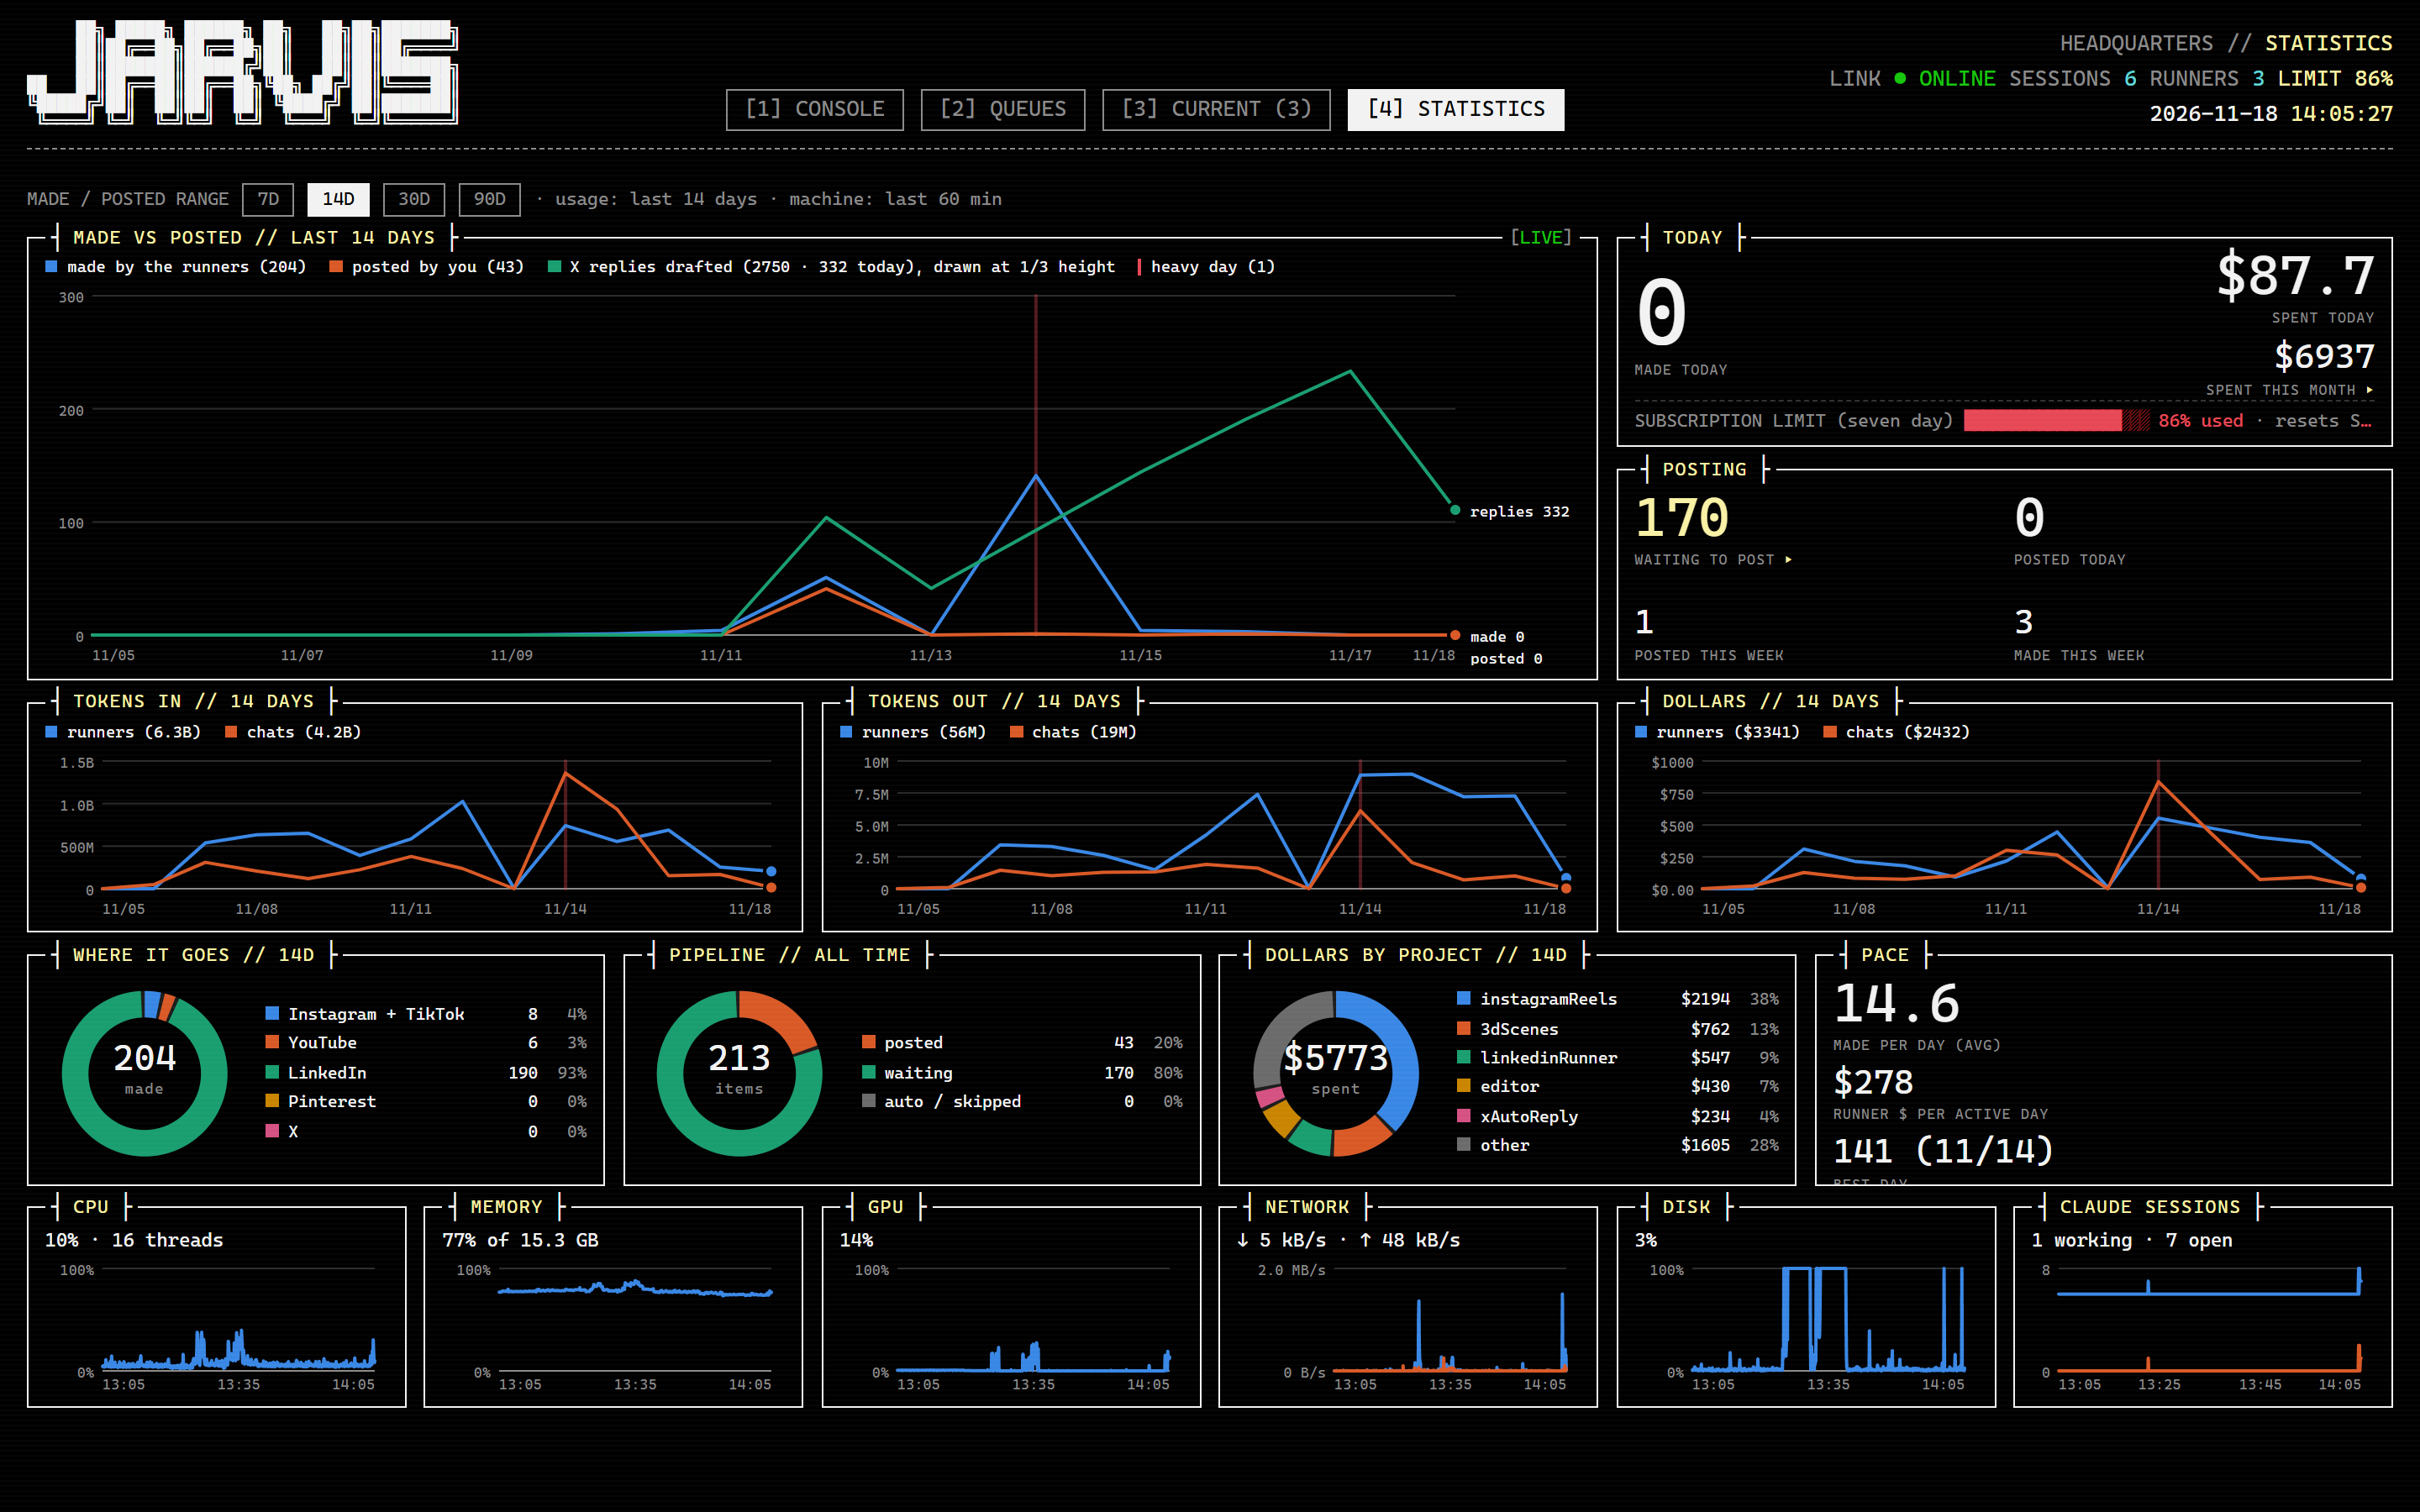 JARVIS
HEADQUARTERS // STATISTICS
LINK ● ONLINE SESSIONS 6 RUNNERS 3 LIMIT 86%
[1] CONSOLE [2] QUEUES [3] CURRENT (3) [4] STATISTICS
2026-11-18 14:05:27
MADE / POSTED RANGE 7D 14D 30D 90D · usage: last 14 days · machine: last 60 min
MADE VS POSTED // LAST 14 DAYS [LIVE]
made by the runners (204) posted by you (43) X replies drafted (2750 · 332 today), drawn at 1/3 height heavy day (1)
300
200
100
0
replies 332
made 0
posted 0
11/05 11/07 11/09 11/11 11/13 11/15 11/17 11/18
TODAY
0
MADE TODAY
$87.7
SPENT TODAY
$6937
SPENT THIS MONTH ▸
SUBSCRIPTION LIMIT (seven day) 86% used · resets S…
POSTING
170
WAITING TO POST ▸
0
POSTED TODAY
1
POSTED THIS WEEK
3
MADE THIS WEEK
TOKENS IN // 14 DAYS
runners (6.3B) chats (4.2B)
1.5B
1.0B
500M
0
11/05 11/08 11/11 11/14 11/18
TOKENS OUT // 14 DAYS
runners (56M) chats (19M)
10M
7.5M
5.0M
2.5M
0
11/05 11/08 11/11 11/14 11/18
DOLLARS // 14 DAYS
runners ($3341) chats ($2432)
$1000
$750
$500
$250
$0.00
11/05 11/08 11/11 11/14 11/18
WHERE IT GOES // 14D
204
made
Instagram + TikTok 8 4%
YouTube 6 3%
LinkedIn 190 93%
Pinterest 0 0%
X 0 0%
PIPELINE // ALL TIME
213
items
posted 43 20%
waiting 170 80%
auto / skipped 0 0%
DOLLARS BY PROJECT // 14D
$5773
spent
instagramReels $2194 38%
3dScenes $762 13%
linkedinRunner $547 9%
editor $430 7%
xAutoReply $234 4%
other $1605 28%
PACE
14.6
MADE PER DAY (AVG)
$278
RUNNER $ PER ACTIVE DAY
141 (11/14)
BEST DAY
CPU
10% · 16 threads
100%
0%
13:05 13:35 14:05
MEMORY
77% of 15.3 GB
100%
0%
13:05 13:35 14:05
GPU
14%
100%
0%
13:05 13:35 14:05
NETWORK
↓ 5 kB/s · ↑ 48 kB/s
2.0 MB/s
0 B/s
13:05 13:35 14:05
DISK
3%
100%
0%
13:05 13:35 14:05
CLAUDE SESSIONS
1 working · 7 open
8
0
13:05 13:25 13:45 14:05